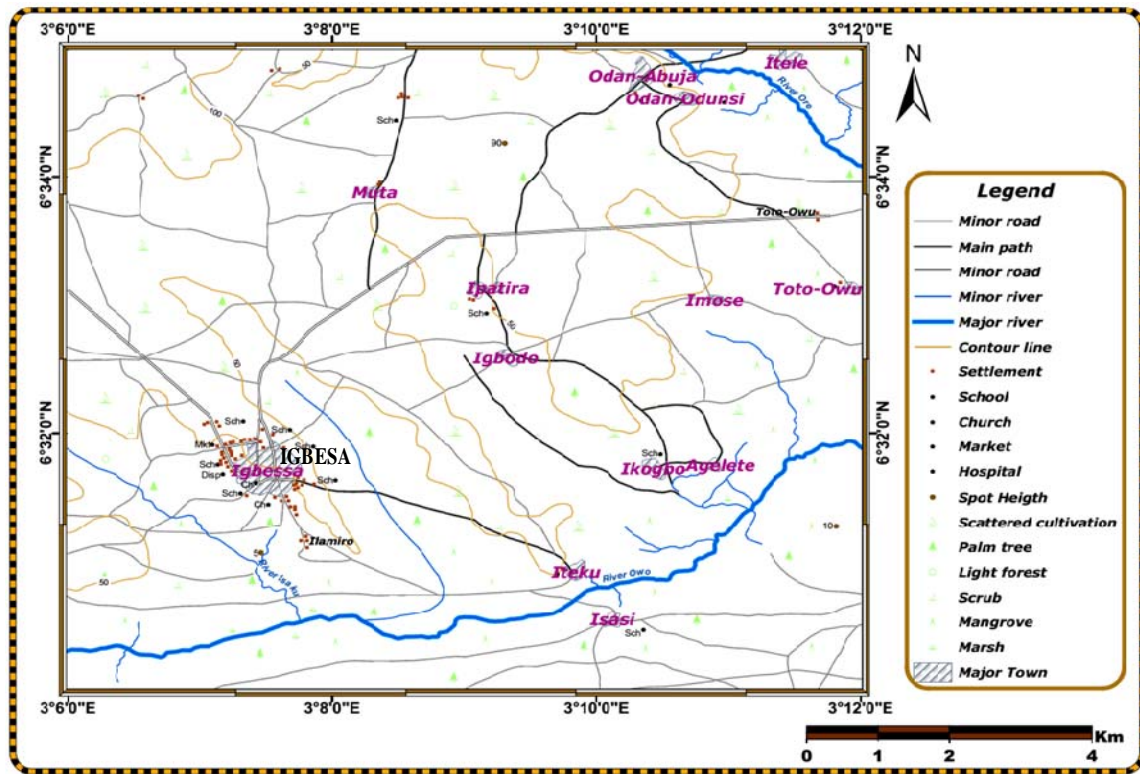 3°6'0"E 3°8'0"E 3°10'0"E 3°12'0"E
N
50
Odan-Abuja
Itele
River Ore
Odan-Odunsi
100
Sch
90
6°34'0"N
6°34'0"N
Muta
Toto-Owu
Ipatira
Imose
Toto-Owu
Sch
50
Igbodo
50
Sch
Sch
6°32'0"N
6°32'0"N
Mk
Sch
IGBESA
Sch
Igbessa
Sch
Ikogbo
Agelete
Disp
Ch
Sch
Sch
Ch
10
Ilamiro
River Isa ku
50
Iteku
River Owo
Isasi
Sch
3°6'0"E 3°8'0"E 3°10'0"E 3°12'0"E
Legend
Minor road
Main path
Minor road
Minor river
Major river
Contour line
Settlement
School
Church
Market
Hospital
Spot Heigth
Scattered cultivation
Palm tree
Light forest
Scrub
Mangrove
Marsh
Major Town
Km
0 1 2 4